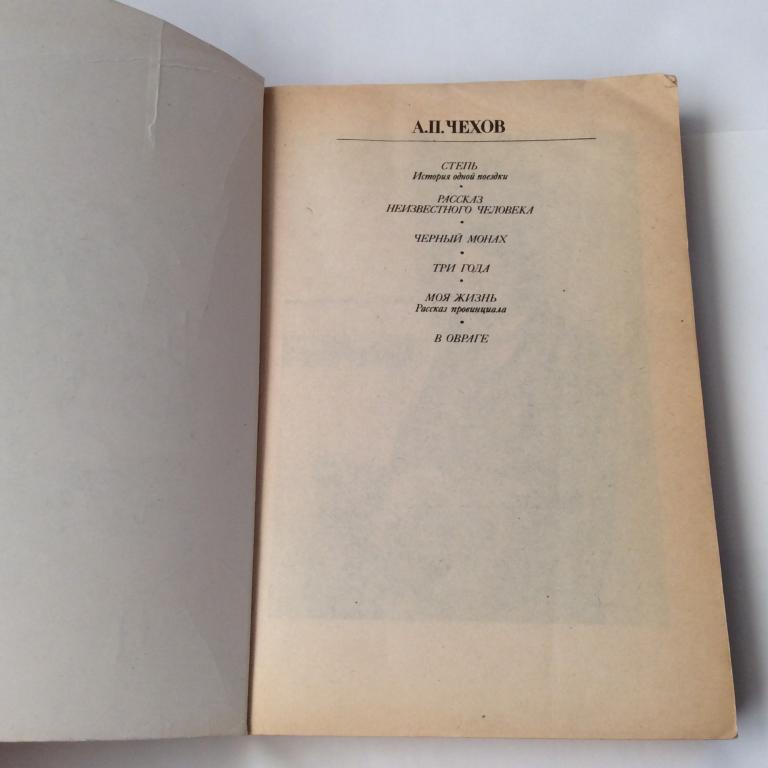 А.П.ЧЕХОВ
СТЕПЬ
История одной поездки
РАССКАЗ
НЕИЗВЕСТНОГО ЧЕЛОВЕКА
ЧЕРНЫЙ МОНАХ
ТРИ ГОДА
МОЯ ЖИЗНЬ
Рассказ провинциала
В ОВРАГЕ